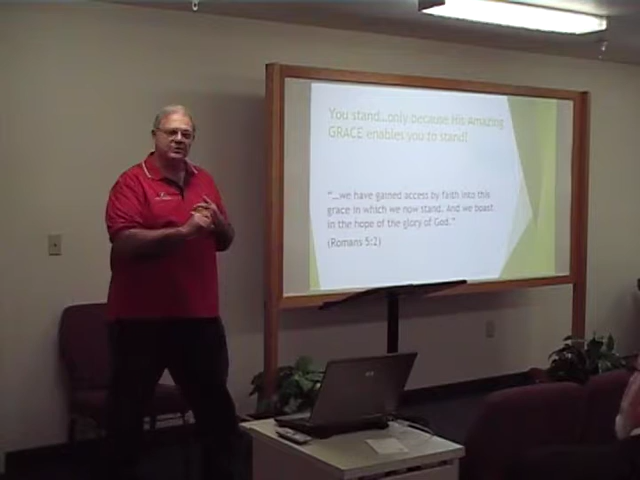 You stand…only because His Amazing
GRACE enables you to stand!
"…we have gained access by faith into this
grace in which we now stand. And we boast
in the hope of the glory of God."
(Romans 5:2)